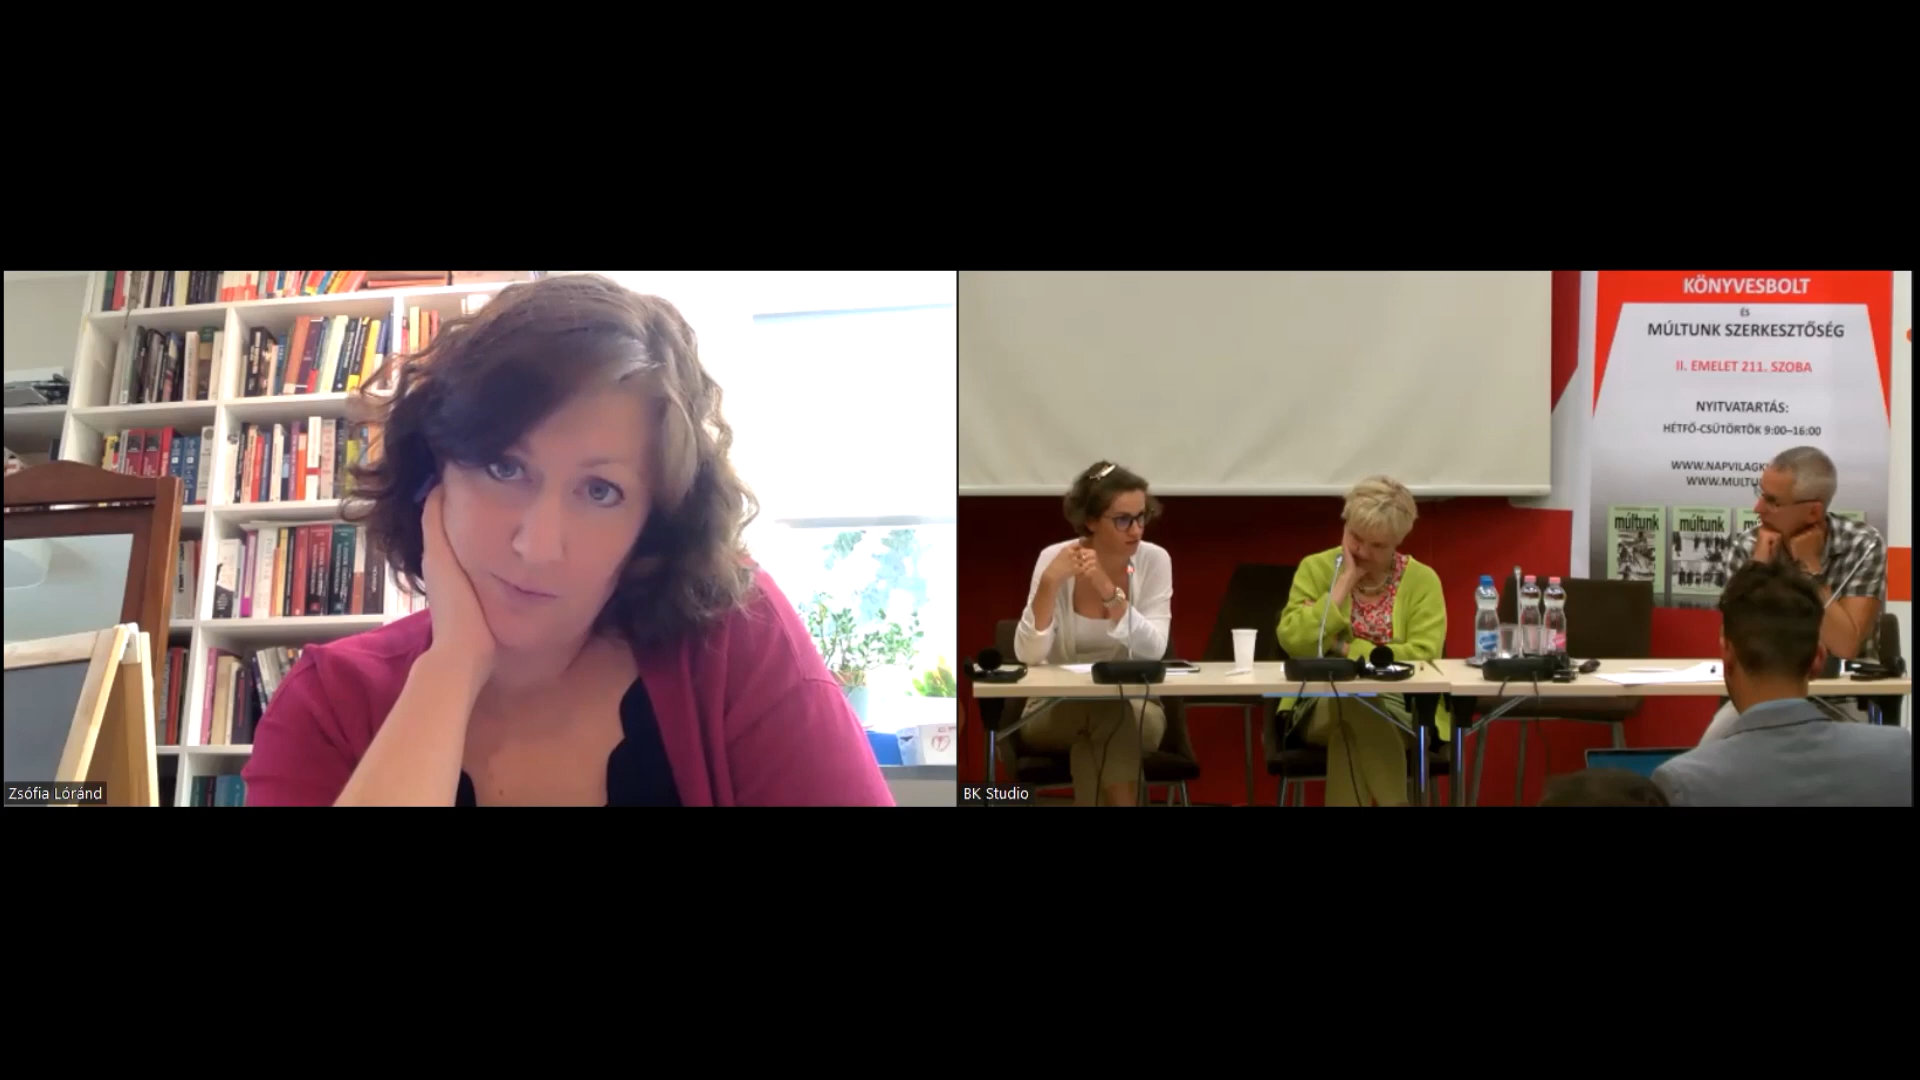 Zsófia Lóránd
BK Studio
KÖNYVESBOLT
ÉS
MÚLTUNK SZERKESZTŐSÉG
II. EMELET 211. SZOBA
NYITVATARTÁS:
HÉTFŐ-CSÜTÖRTÖK 9:00–16:00
múltunk
múltunk